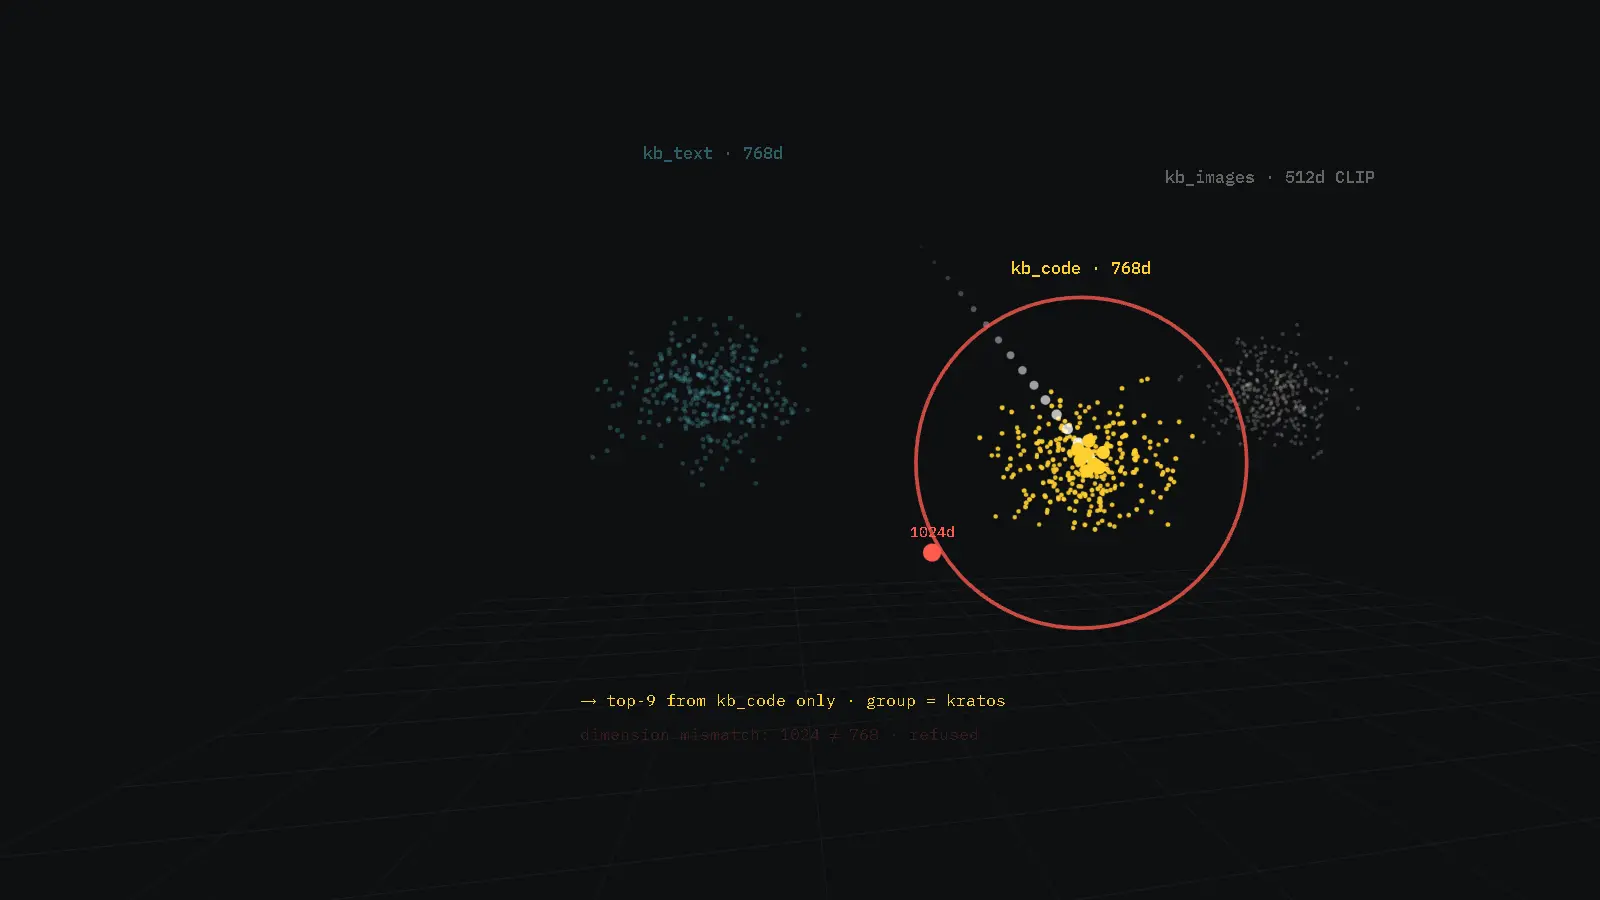 kb_text · 768d
kb_images · 512d CLIP
kb_code · 768d
1024d
→ top-9 from kb_code only · group = kratos
dimension mismatch: 1024 ≠ 768 · refused